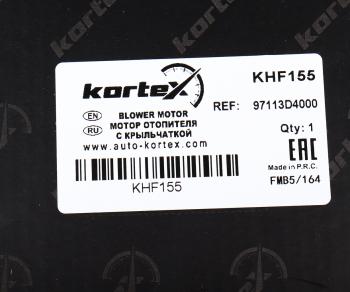 kortex
KHF155
REF: 97113D4000
EN BLOWER MOTOR
RU МОТОР ОТОПИТЕЛЯ
С КРЫЛЬЧАТКОЙ
www.auto-kortex.com
Qty: 1
EAC
Made in P.R.C.
KHF155
FMB5/164